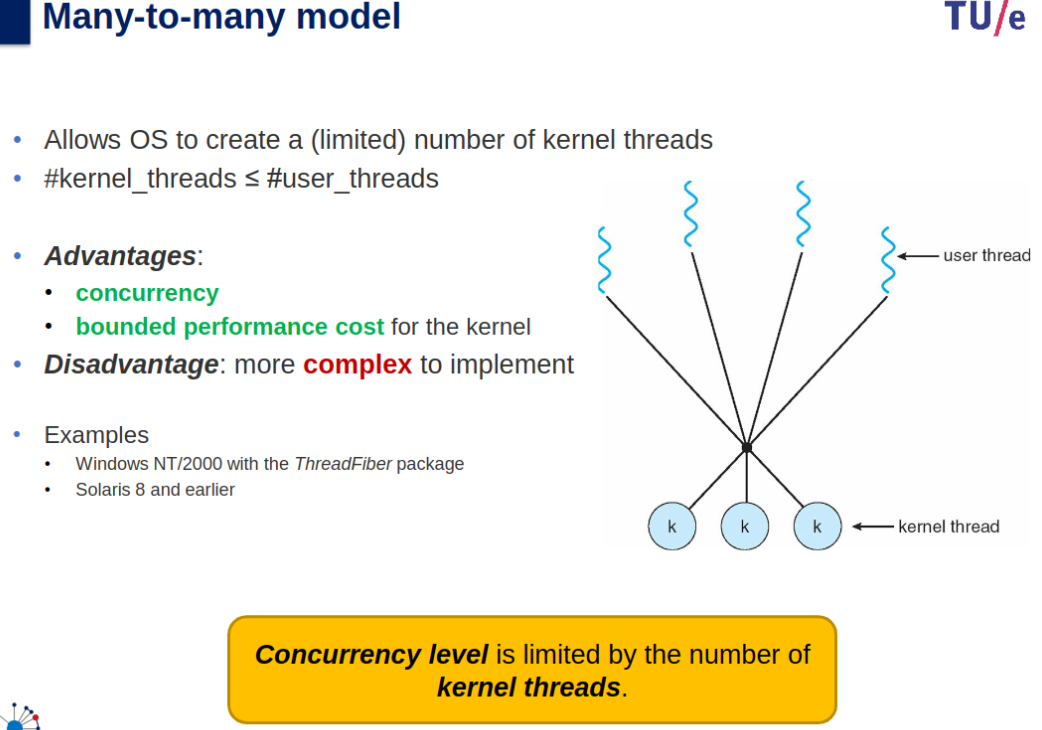 Many-to-many model
TU/e
Allows OS to create a (limited) number of kernel threads
#kernel_threads ≤ #user_threads
Advantages:
concurrency
bounded performance cost for the kernel
Disadvantage: more complex to implement
Examples
Windows NT/2000 with the ThreadFiber package
Solaris 8 and earlier
user thread
k k k
kernel thread
Concurrency level is limited by the number of
kernel threads.